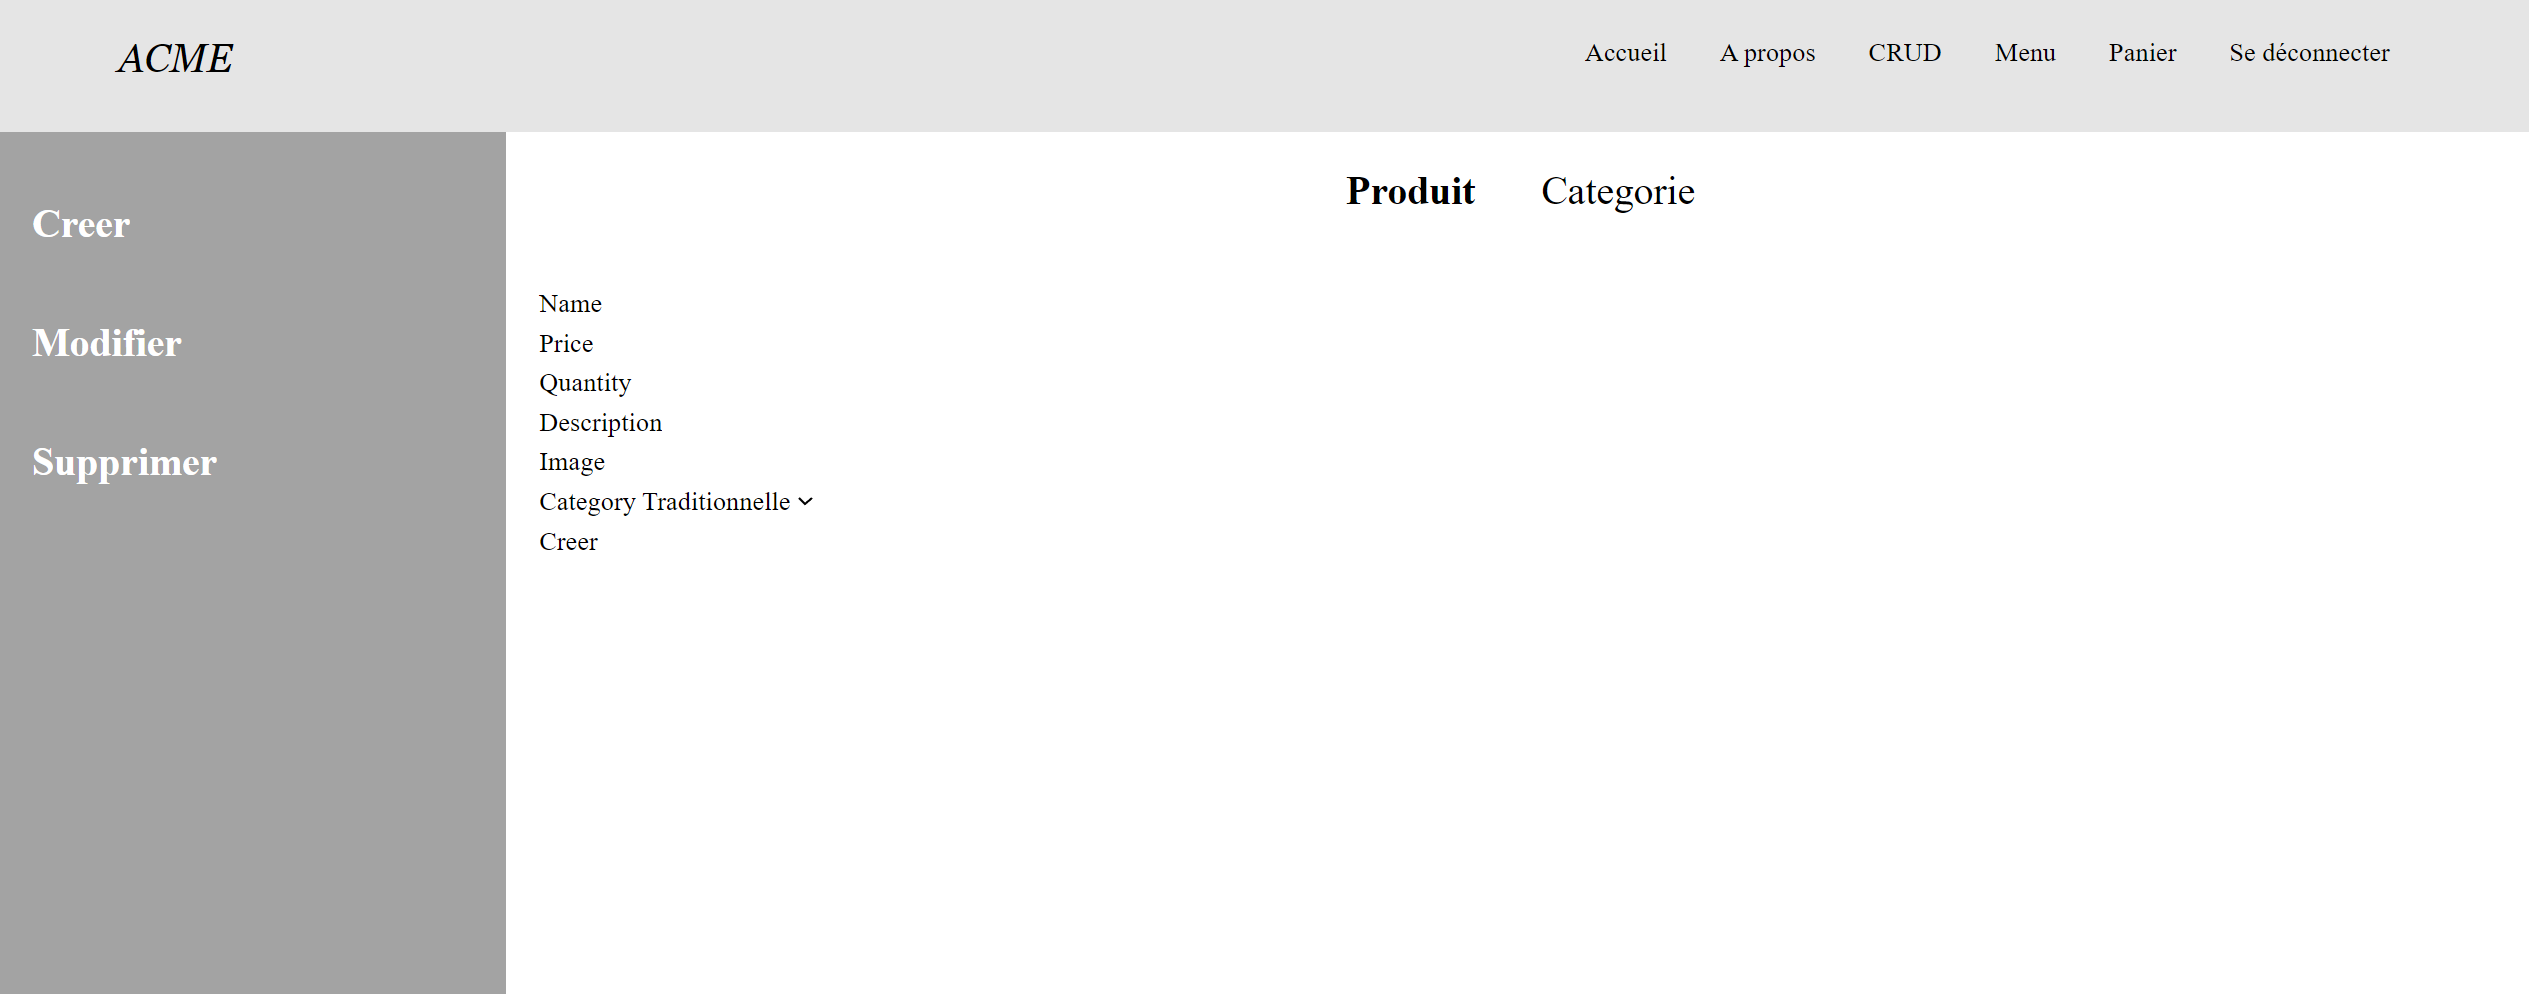 ACME
Accueil A propos CRUD Menu Panier Se déconnecter
Creer
Modifier
Supprimer
Produit Categorie
Name
Price
Quantity
Description
Image
Category Traditionnelle
Creer